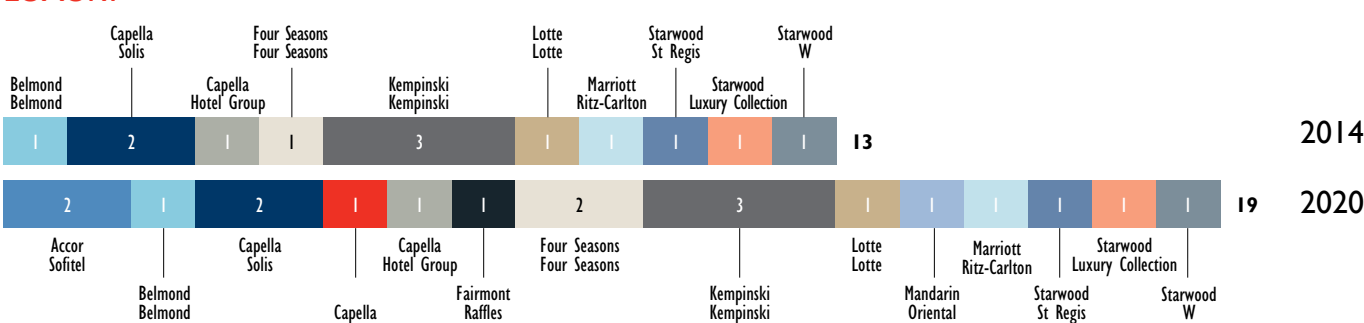 Capella
Solis
Four Seasons
Four Seasons
Lotte
Lotte
Starwood
St Regis
Starwood
W
Belmond
Belmond
Capella
Hotel Group
Kempinski
Kempinski
Marriott
Ritz-Carlton
Starwood
Luxury Collection
1 2 1 1 3 1 1 1 1 1 13 2014
2 1 2 1 1 1 2 3 1 1 1 1 1 1 19 2020
Accor
Sofitel
Capella
Solis
Capella
Hotel Group
Four Seasons
Four Seasons
Lotte
Lotte
Marriott
Ritz-Carlton
Starwood
Luxury Collection
Belmond
Belmond
Capella
Fairmont
Raffles
Kempinski
Kempinski
Mandarin
Oriental
Starwood
St Regis
Starwood
W